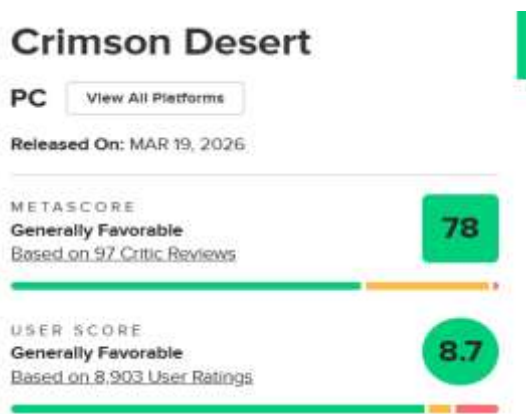 Crimson Desert
PC View All Platforms
Released On: MAR 19, 2026
METASCORE
Generally Favorable
78
Based on 97 Critic Reviews
USER SCORE
Generally Favorable
8.7
Based on 8,903 User Ratings